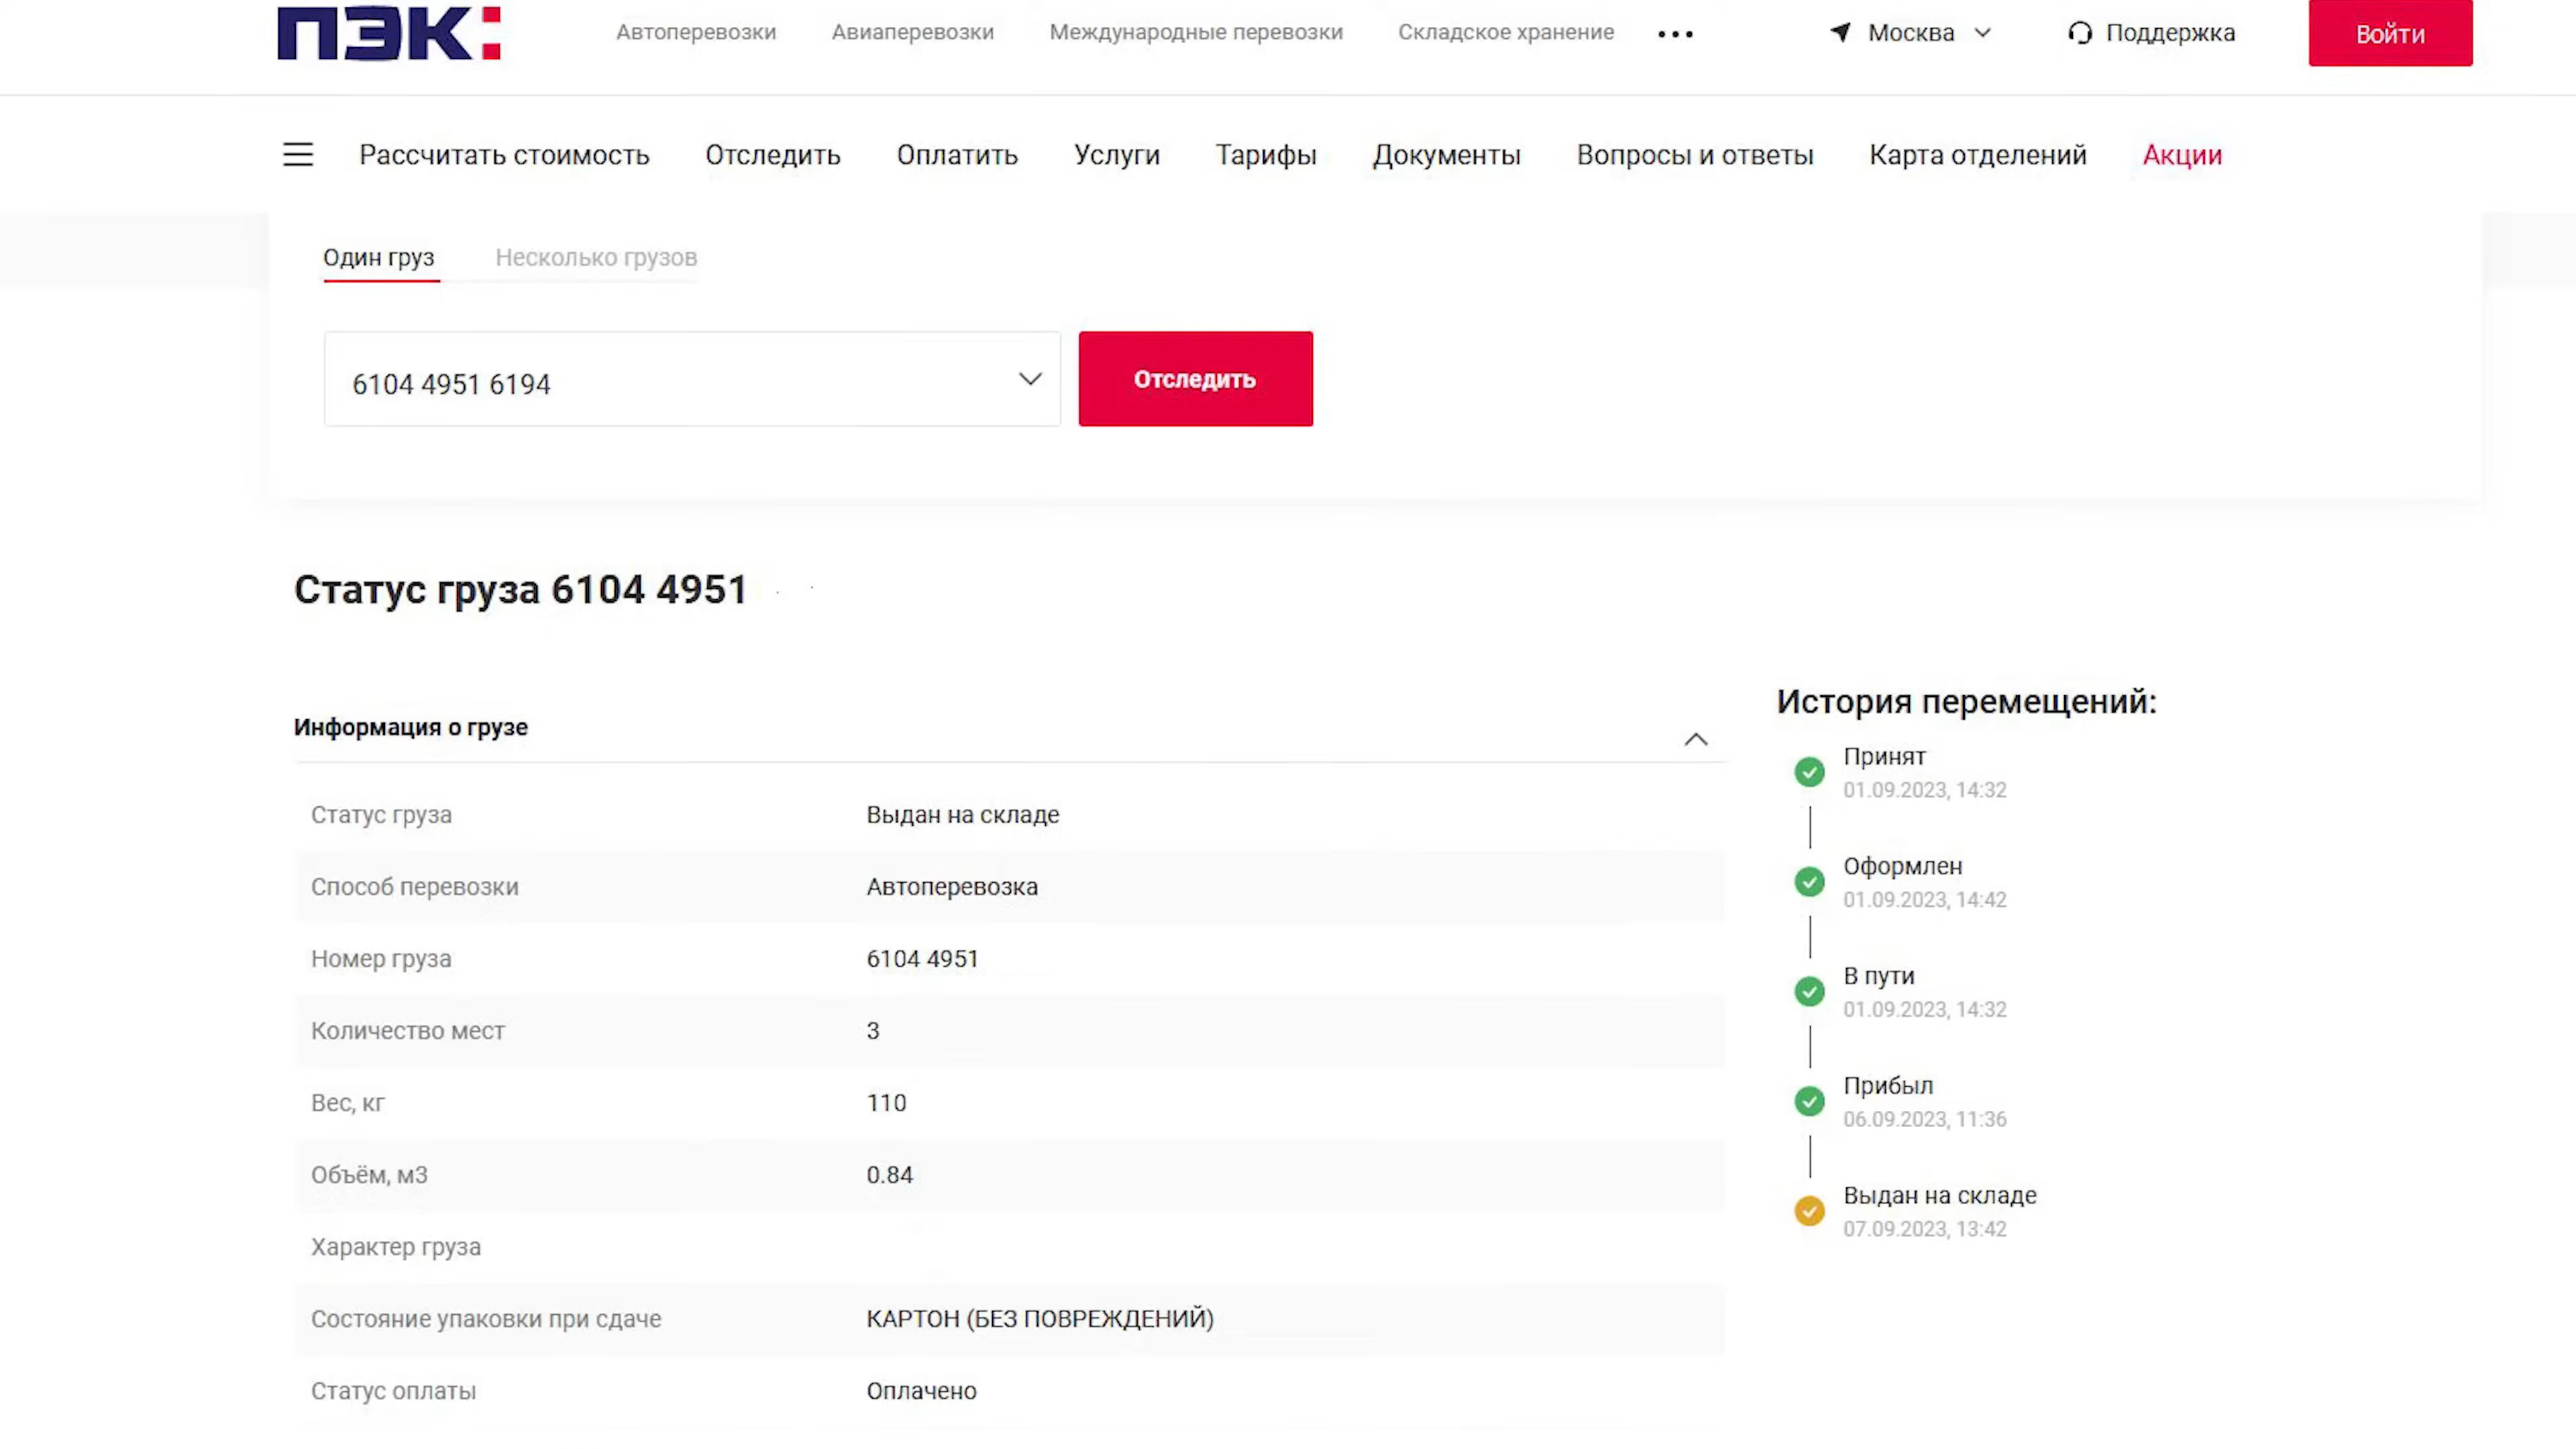 ПЭК:
Автоперевозки Авиаперевозки Международные перевозки Складское хранение ••• Москва Поддержка Войти
Рассчитать стоимость Отследить Оплатить Услуги Тарифы Документы Вопросы и ответы Карта отделений Акции
Один груз Несколько грузов
6104 4951 6194 Отследить
Статус груза 6104 4951
Информация о грузе
Статус груза Выдан на складе
Способ перевозки Автоперевозка
Номер груза 6104 4951
Количество мест 3
Вес, кг 110
Объём, м3 0.84
Характер груза
Состояние упаковки при сдаче КАРТОН (БЕЗ ПОВРЕЖДЕНИЙ)
Статус оплаты Оплачено
История перемещений:
Принят
01.09.2023, 14:32
Оформлен
01.09.2023, 14:42
В пути
01.09.2023, 14:32
Прибыл
06.09.2023, 11:36
Выдан на складе
07.09.2023, 13:42